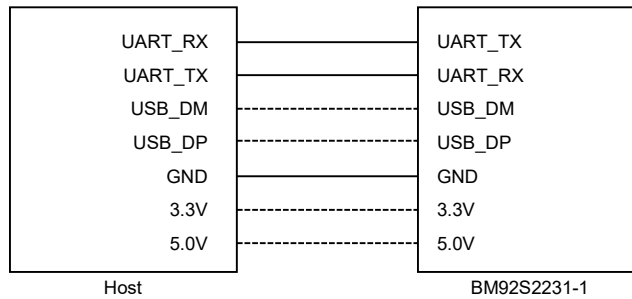 UART_RX UART_TX
UART_TX UART_RX
USB_DM USB_DM
USB_DP USB_DP
GND GND
3.3V 3.3V
5.0V 5.0V
Host BM92S2231-1